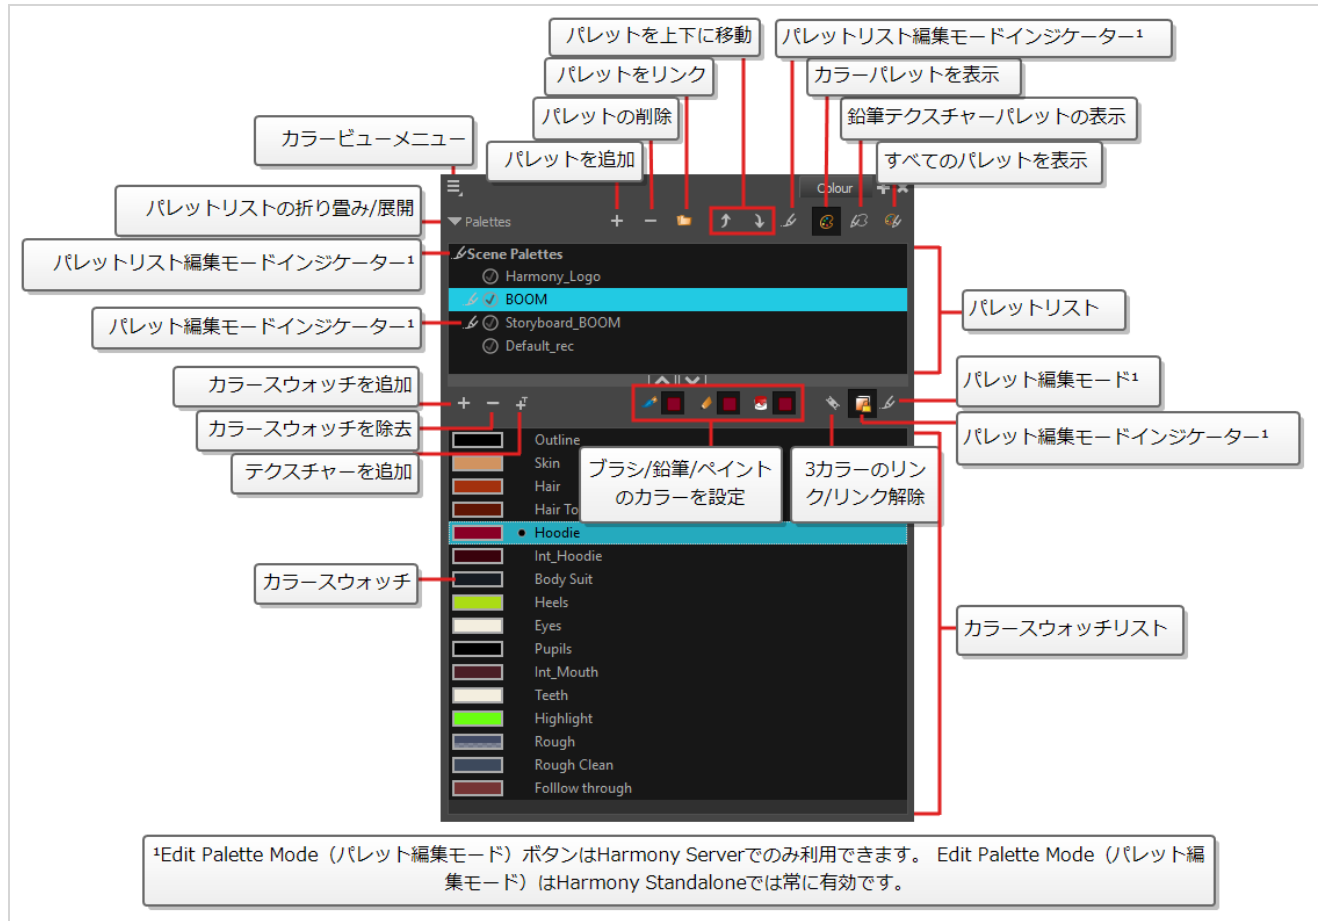 パレットを上下に移動
パレットリスト編集モードインジケーター¹
パレットをリンク
カラーパレットを表示
パレットの削除
鉛筆テクスチャーパレットの表示
カラービューメニュー
パレットを追加
すべてのパレットを表示
Colour
パレットリストの折り畳み/展開
Palettes
パレットリスト編集モードインジケーター¹
Scene Palettes
Harmony_Logo
BOOM
パレットリスト
パレット編集モードインジケーター¹
Storyboard_BOOM
Default_rec
カラースウォッチを追加
パレット編集モード¹
カラースウォッチを除去
パレット編集モードインジケーター¹
テクスチャーを追加
ブラシ/鉛筆/ペイント
のカラーを設定
3カラーのリン
ク/リンク解除
Outline
Skin
Hair
Hair To
Hoodie
Int_Hoodie
カラースウォッチ
Body Suit
Heels
Eyes
カラースウォッチリスト
Pupils
Int_Mouth
Teeth
Highlight
Rough
Rough Clean
Folllow through
¹Edit Palette Mode（パレット編集モード）ボタンはHarmony Serverでのみ利用できます。 Edit Palette Mode（パレット編
集モード）はHarmony Standaloneでは常に有効です。